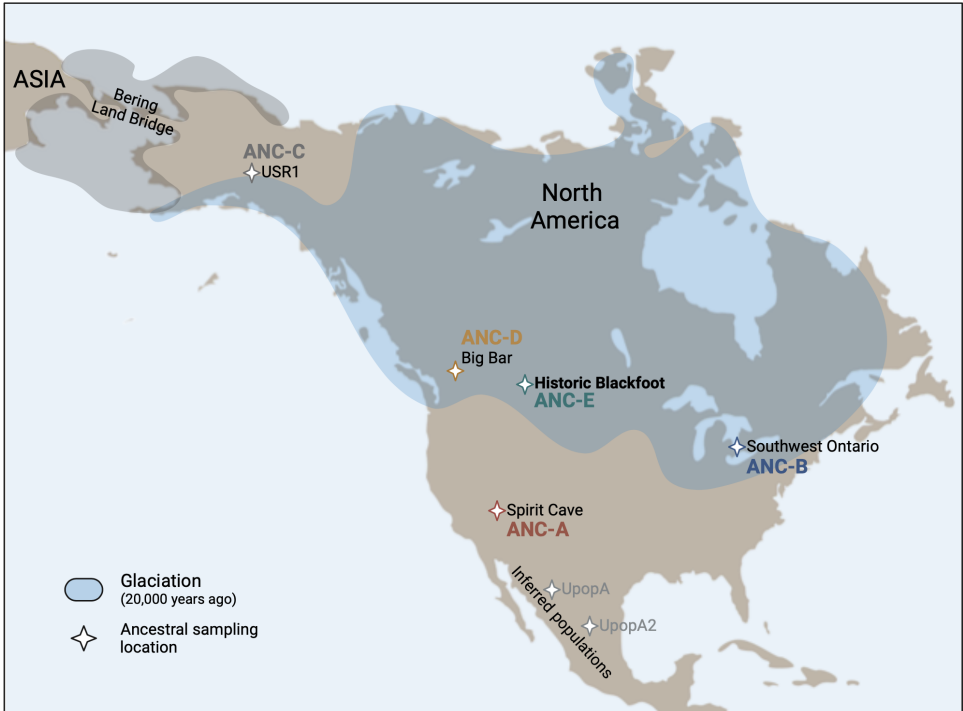 ASIA
Bering
Land Bridge
ANC-C
USR1
North
America
ANC-D
Big Bar
Historic Blackfoot
ANC-E
Southwest Ontario
ANC-B
Spirit Cave
ANC-A
Inferred populations
UpopA
UpopA2
Glaciation
(20,000 years ago)
Ancestral sampling
location